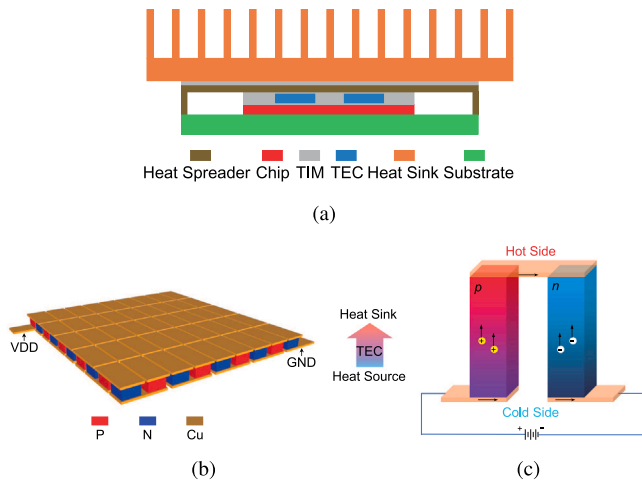 Heat Spreader Chip TIM TEC Heat Sink Substrate
(a)
VDD
GND
P N Cu
(b)
Heat Sink
TEC
Heat Source
Hot Side
p n
+ +
- -
Cold Side
+ -
(c)